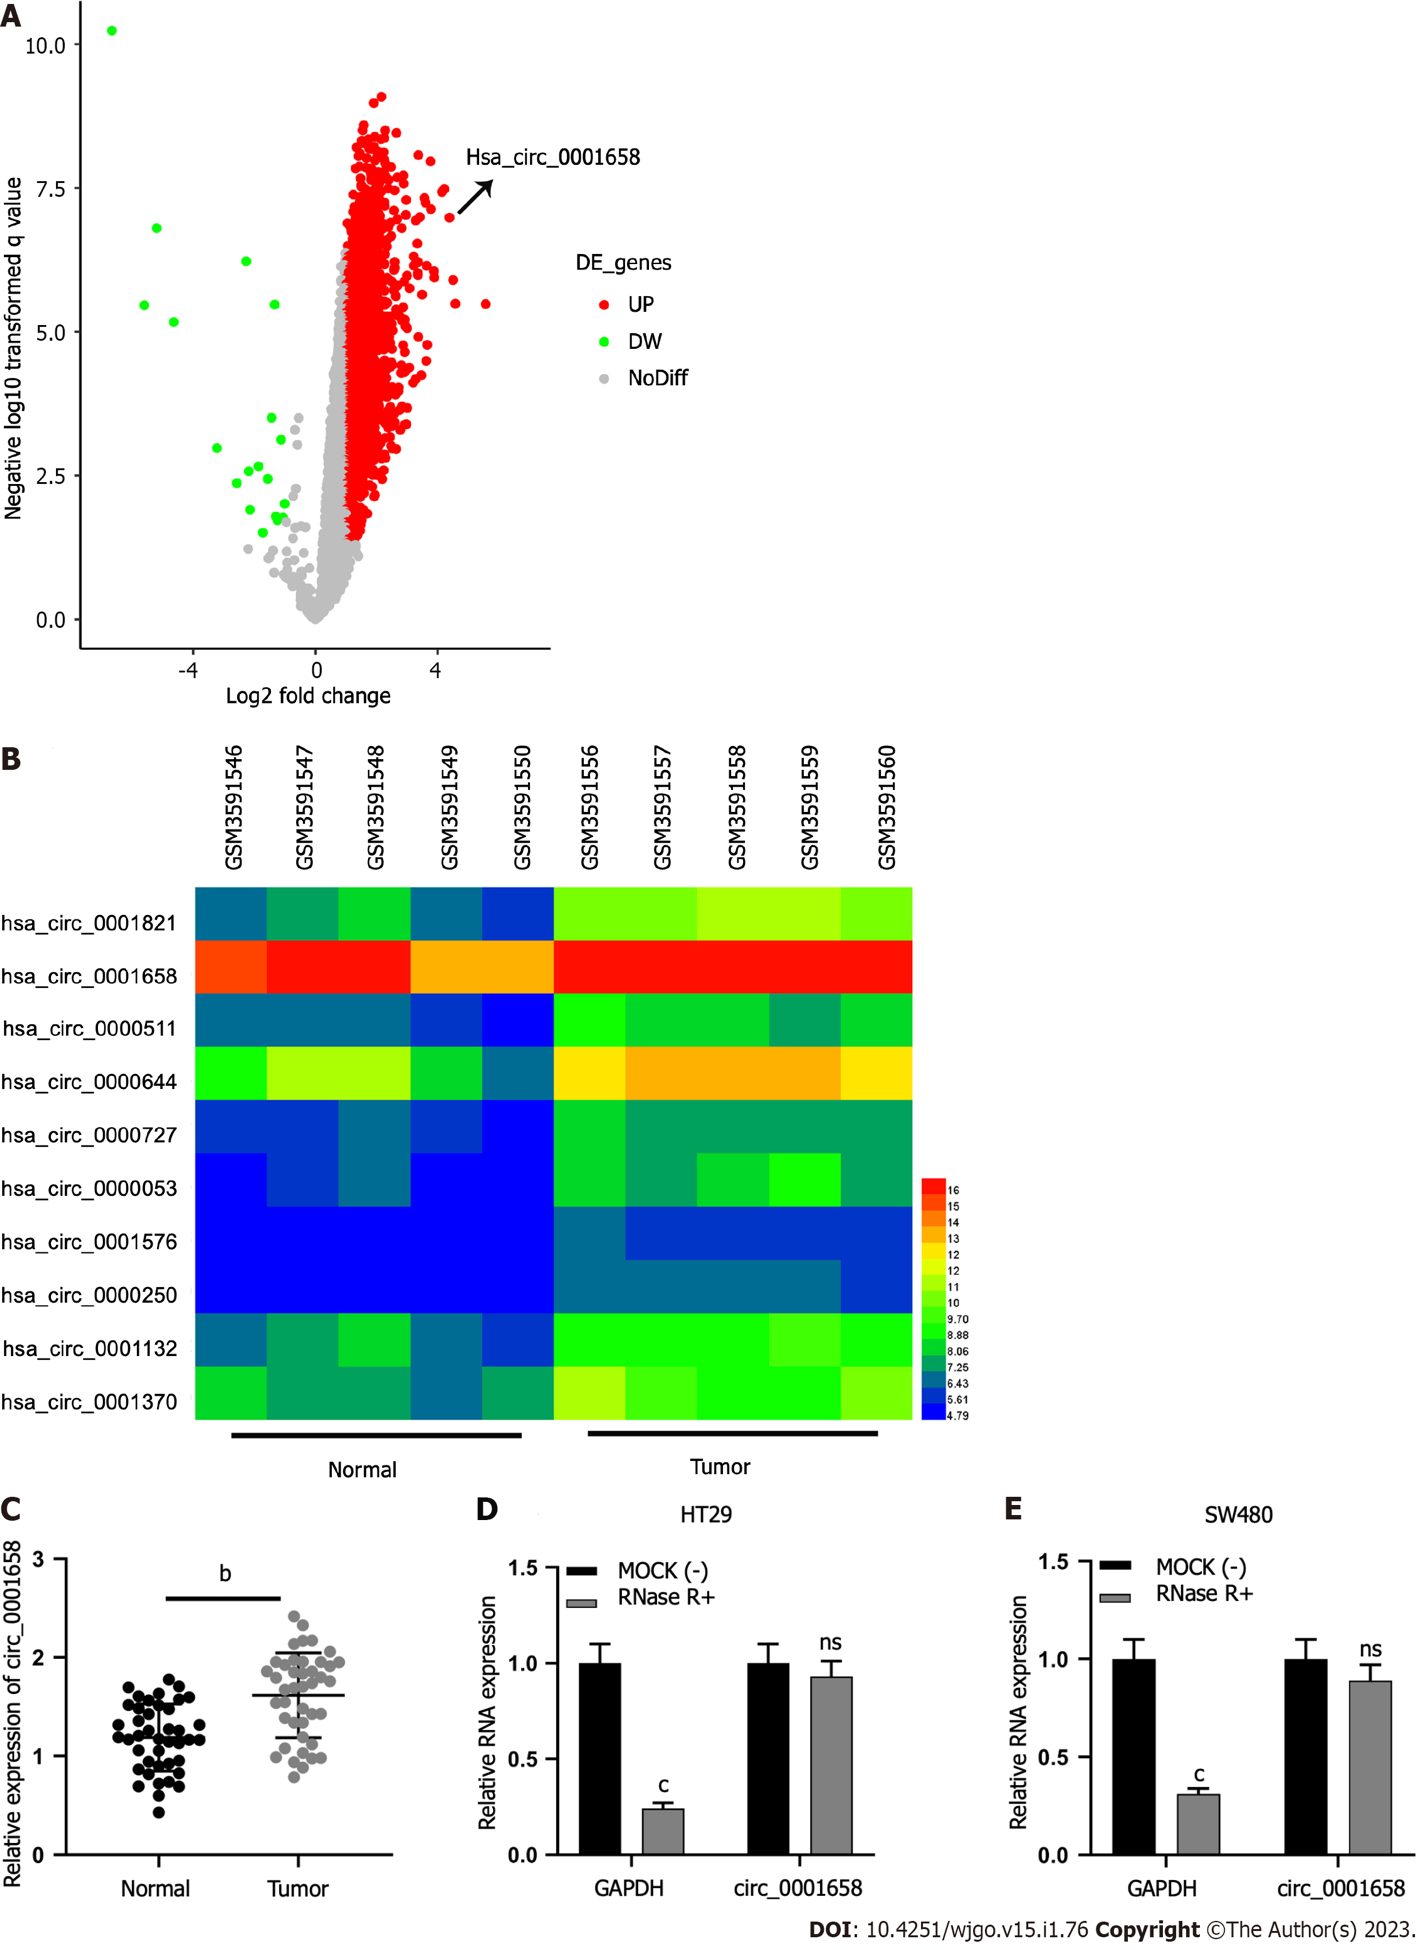 A
10.0
7.5
5.0
2.5
0.0
Negative log10 transformed q value
-4
0
4
Log2 fold change
Hsa_circ_0001658
DE_genes
UP
DW
NoDiff
B
GSM3591546
GSM3591547
GSM3591548
GSM3591549
GSM3591550
GSM3591556
GSM3591557
GSM3591558
GSM3591559
GSM3591560
hsa_circ_0001821
hsa_circ_0001658
hsa_circ_0000511
hsa_circ_0000644
hsa_circ_0000727
hsa_circ_0000053
hsa_circ_0001576
hsa_circ_0000250
hsa_circ_0001132
hsa_circ_0001370
16
15
14
13
12
12
11
10
9.70
8.88
8.06
7.25
6.43
5.61
4.79
Normal
Tumor
C
Relative expression of circ_0001658
3
2
1
0
b
Normal
Tumor
D
HT29
Relative RNA expression
1.5
1.0
0.5
0.0
MOCK (-)
RNase R+
c
ns
GAPDH
circ_0001658
E
SW480
Relative RNA expression
1.5
1.0
0.5
0.0
MOCK (-)
RNase R+
c
ns
GAPDH
circ_0001658
DOI: 10.4251/wjgo.v15.i1.76 Copyright ©The Author(s) 2023.